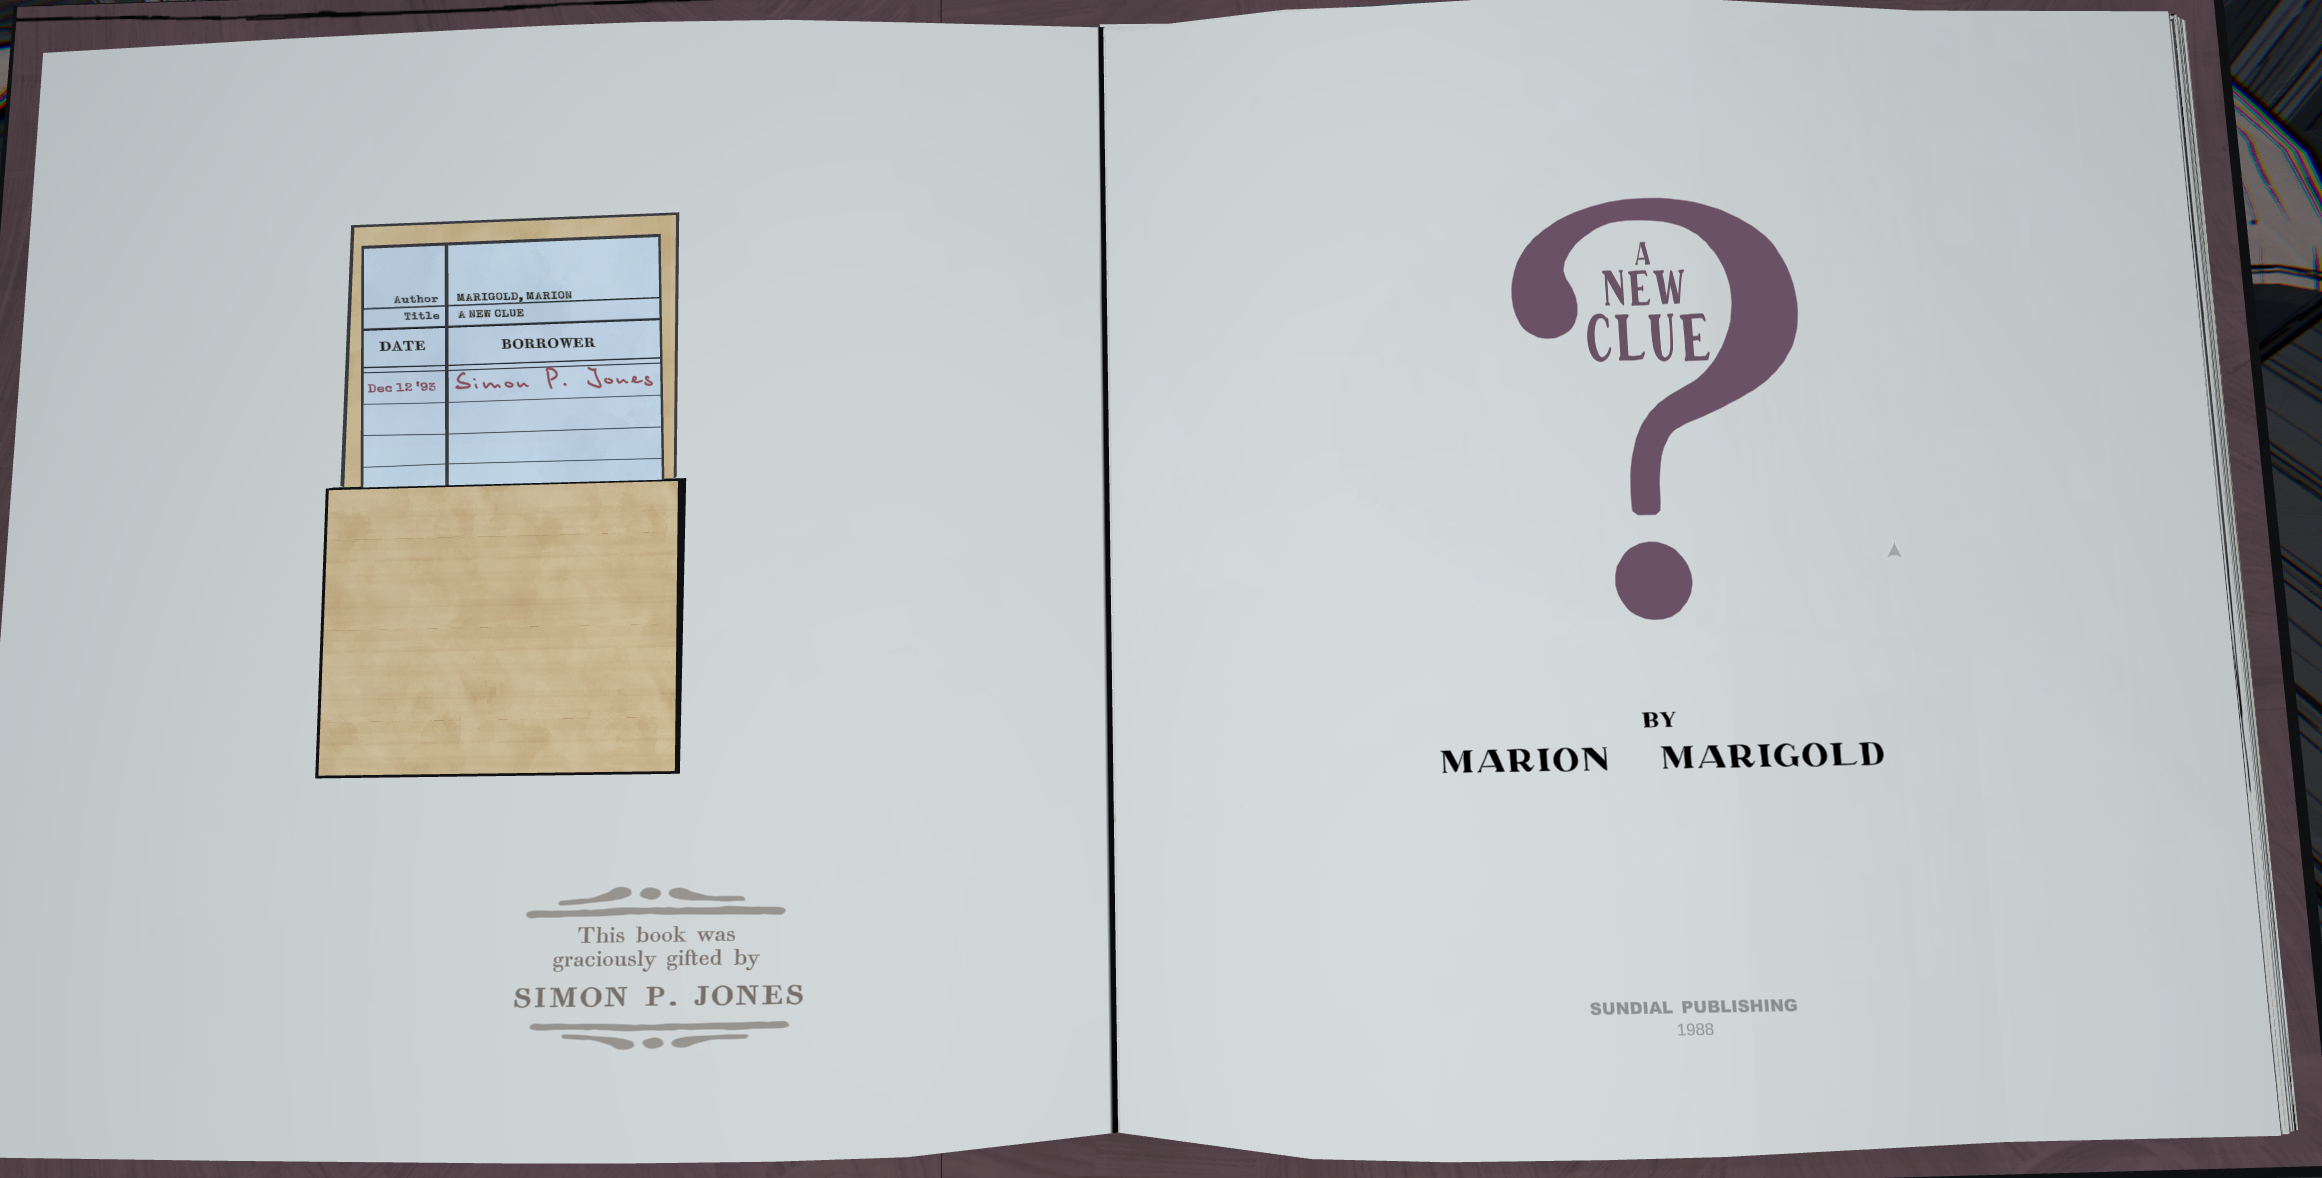 Author MARIGOLD, MARION
Title A NEW CLUE
DATE BORROWER
Dec 12 '93 Simon P. Jones
This book was
graciously gifted by
SIMON P. JONES
A
NEW
CLUE
BY
MARION MARIGOLD
SUNDIAL PUBLISHING
1988